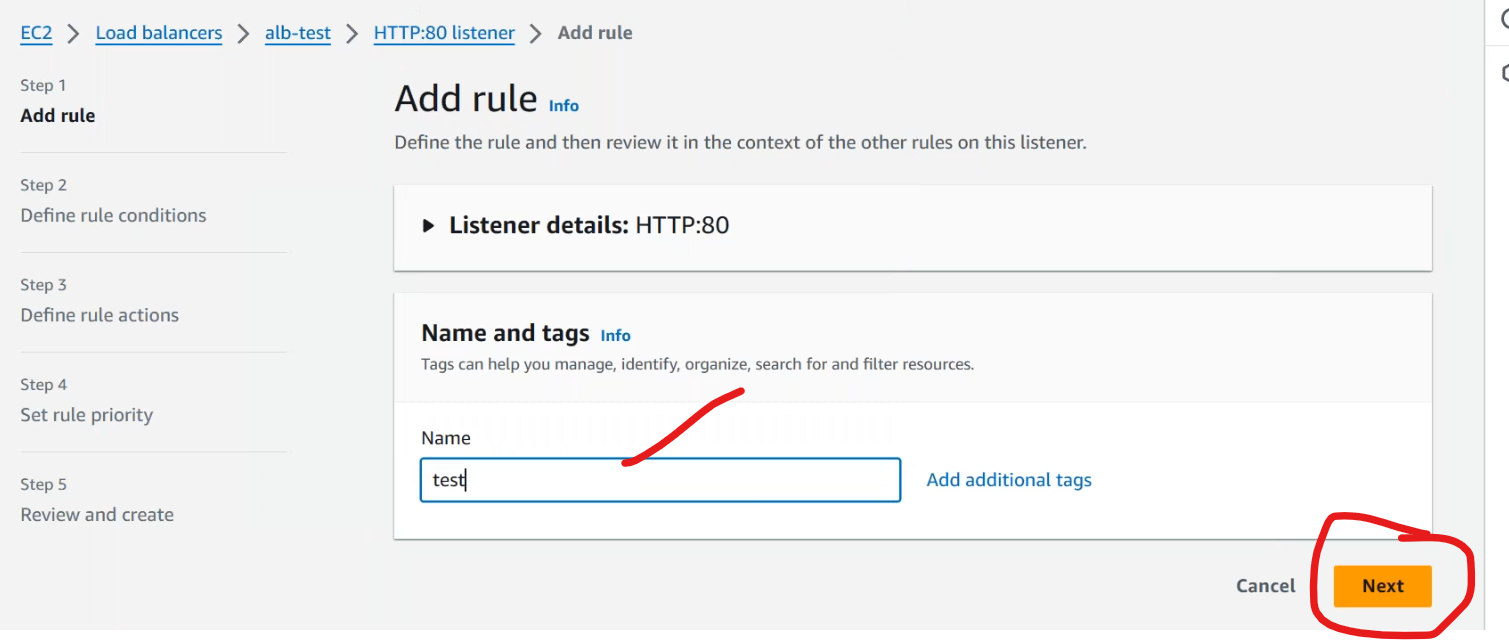 EC2 > Load balancers > alb-test > HTTP:80 listener > Add rule
Step 1
Add rule
Step 2
Define rule conditions
Step 3
Define rule actions
Step 4
Set rule priority
Step 5
Review and create
Add rule Info
Define the rule and then review it in the context of the other rules on this listener.
Listener details: HTTP:80
Name and tags Info
Tags can help you manage, identify, organize, search for and filter resources.
Name
test
Add additional tags
Cancel
Next